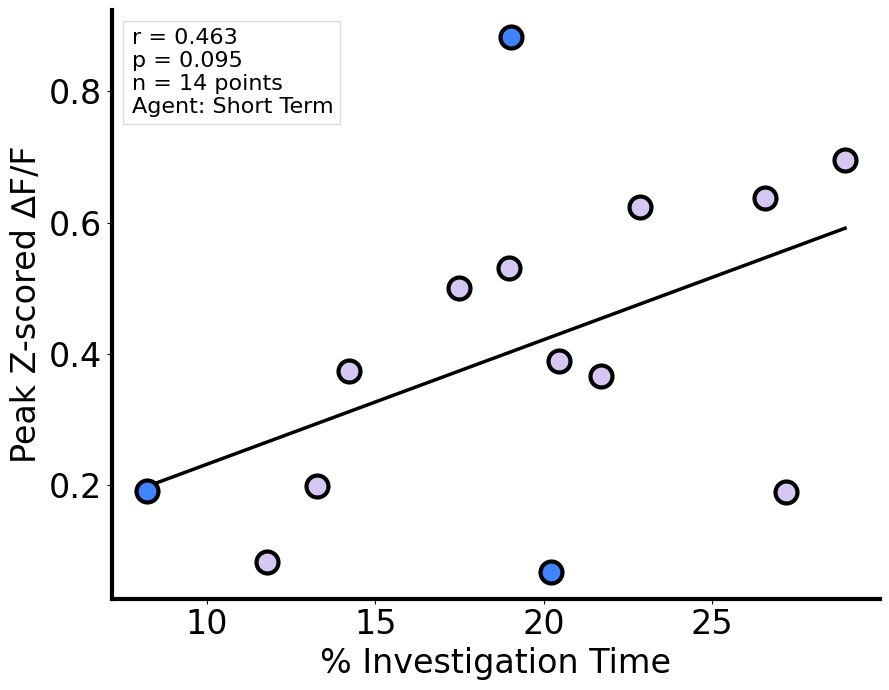 r = 0.463
p = 0.095
n = 14 points
Agent: Short Term
Peak Z-scored ΔF/F
0.8
0.6
0.4
0.2
10 15 20 25
% Investigation Time